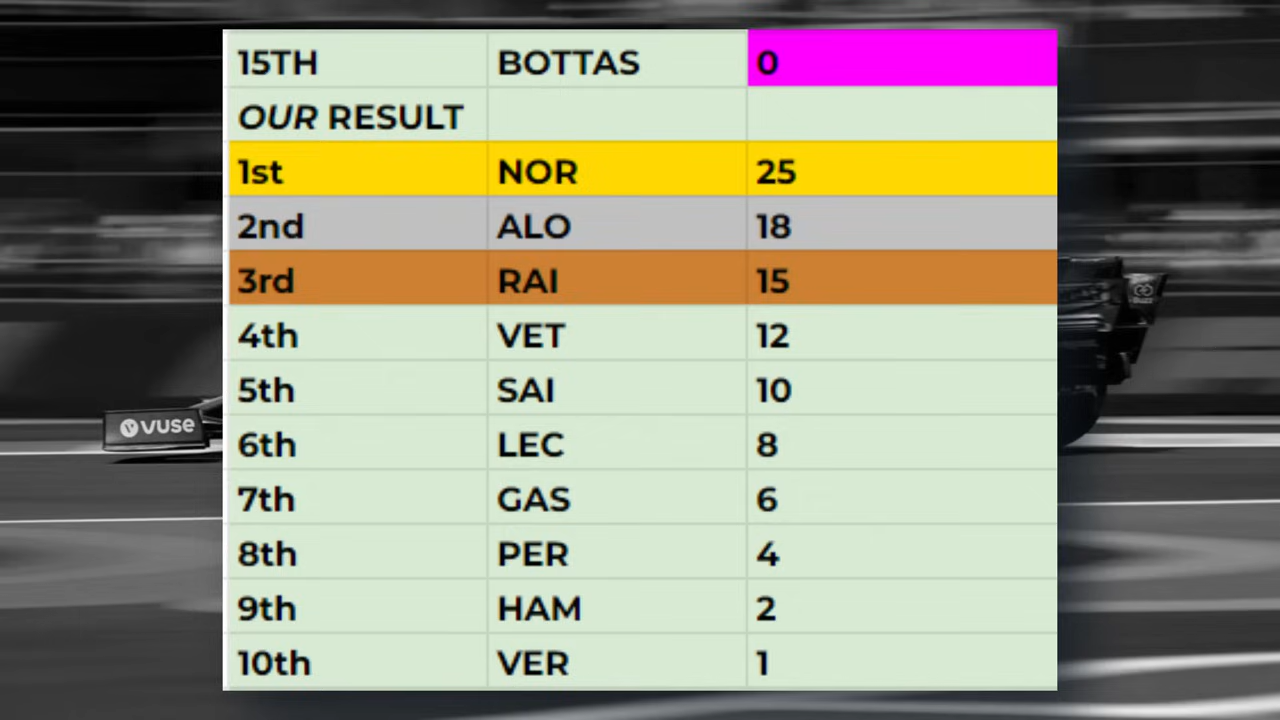 15TH BOTTAS 0
OUR RESULT
1st NOR 25
2nd ALO 18
3rd RAI 15
4th VET 12
5th SAI 10
6th LEC 8
vuse
7th GAS 6
8th PER 4
9th HAM 2
10th VER 1